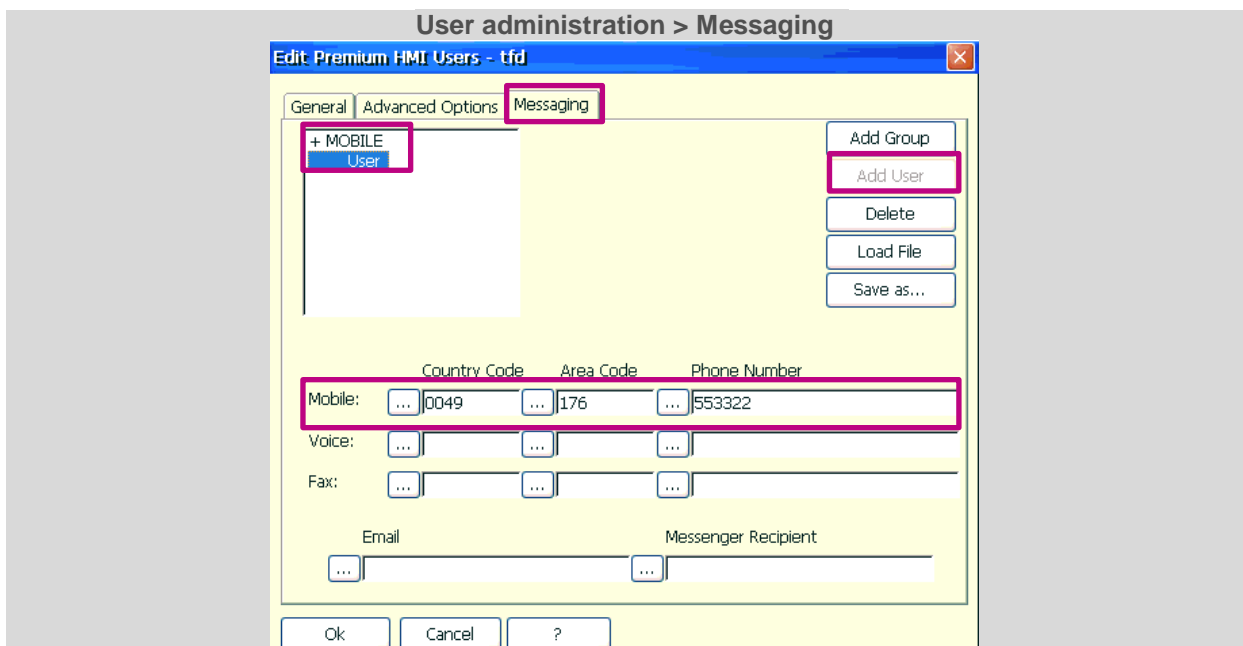 User administration > Messaging
Edit Premium HMI Users - tfd
General Advanced Options Messaging
+ MOBILE
User
Add Group
Add User
Delete
Load File
Save as...
Country Code Area Code Phone Number
Mobile: ... 0049 ... 176 ... 553322
Voice: ... ... ...
Fax: ... ... ...
Email Messenger Recipient
... ...
Ok Cancel ?